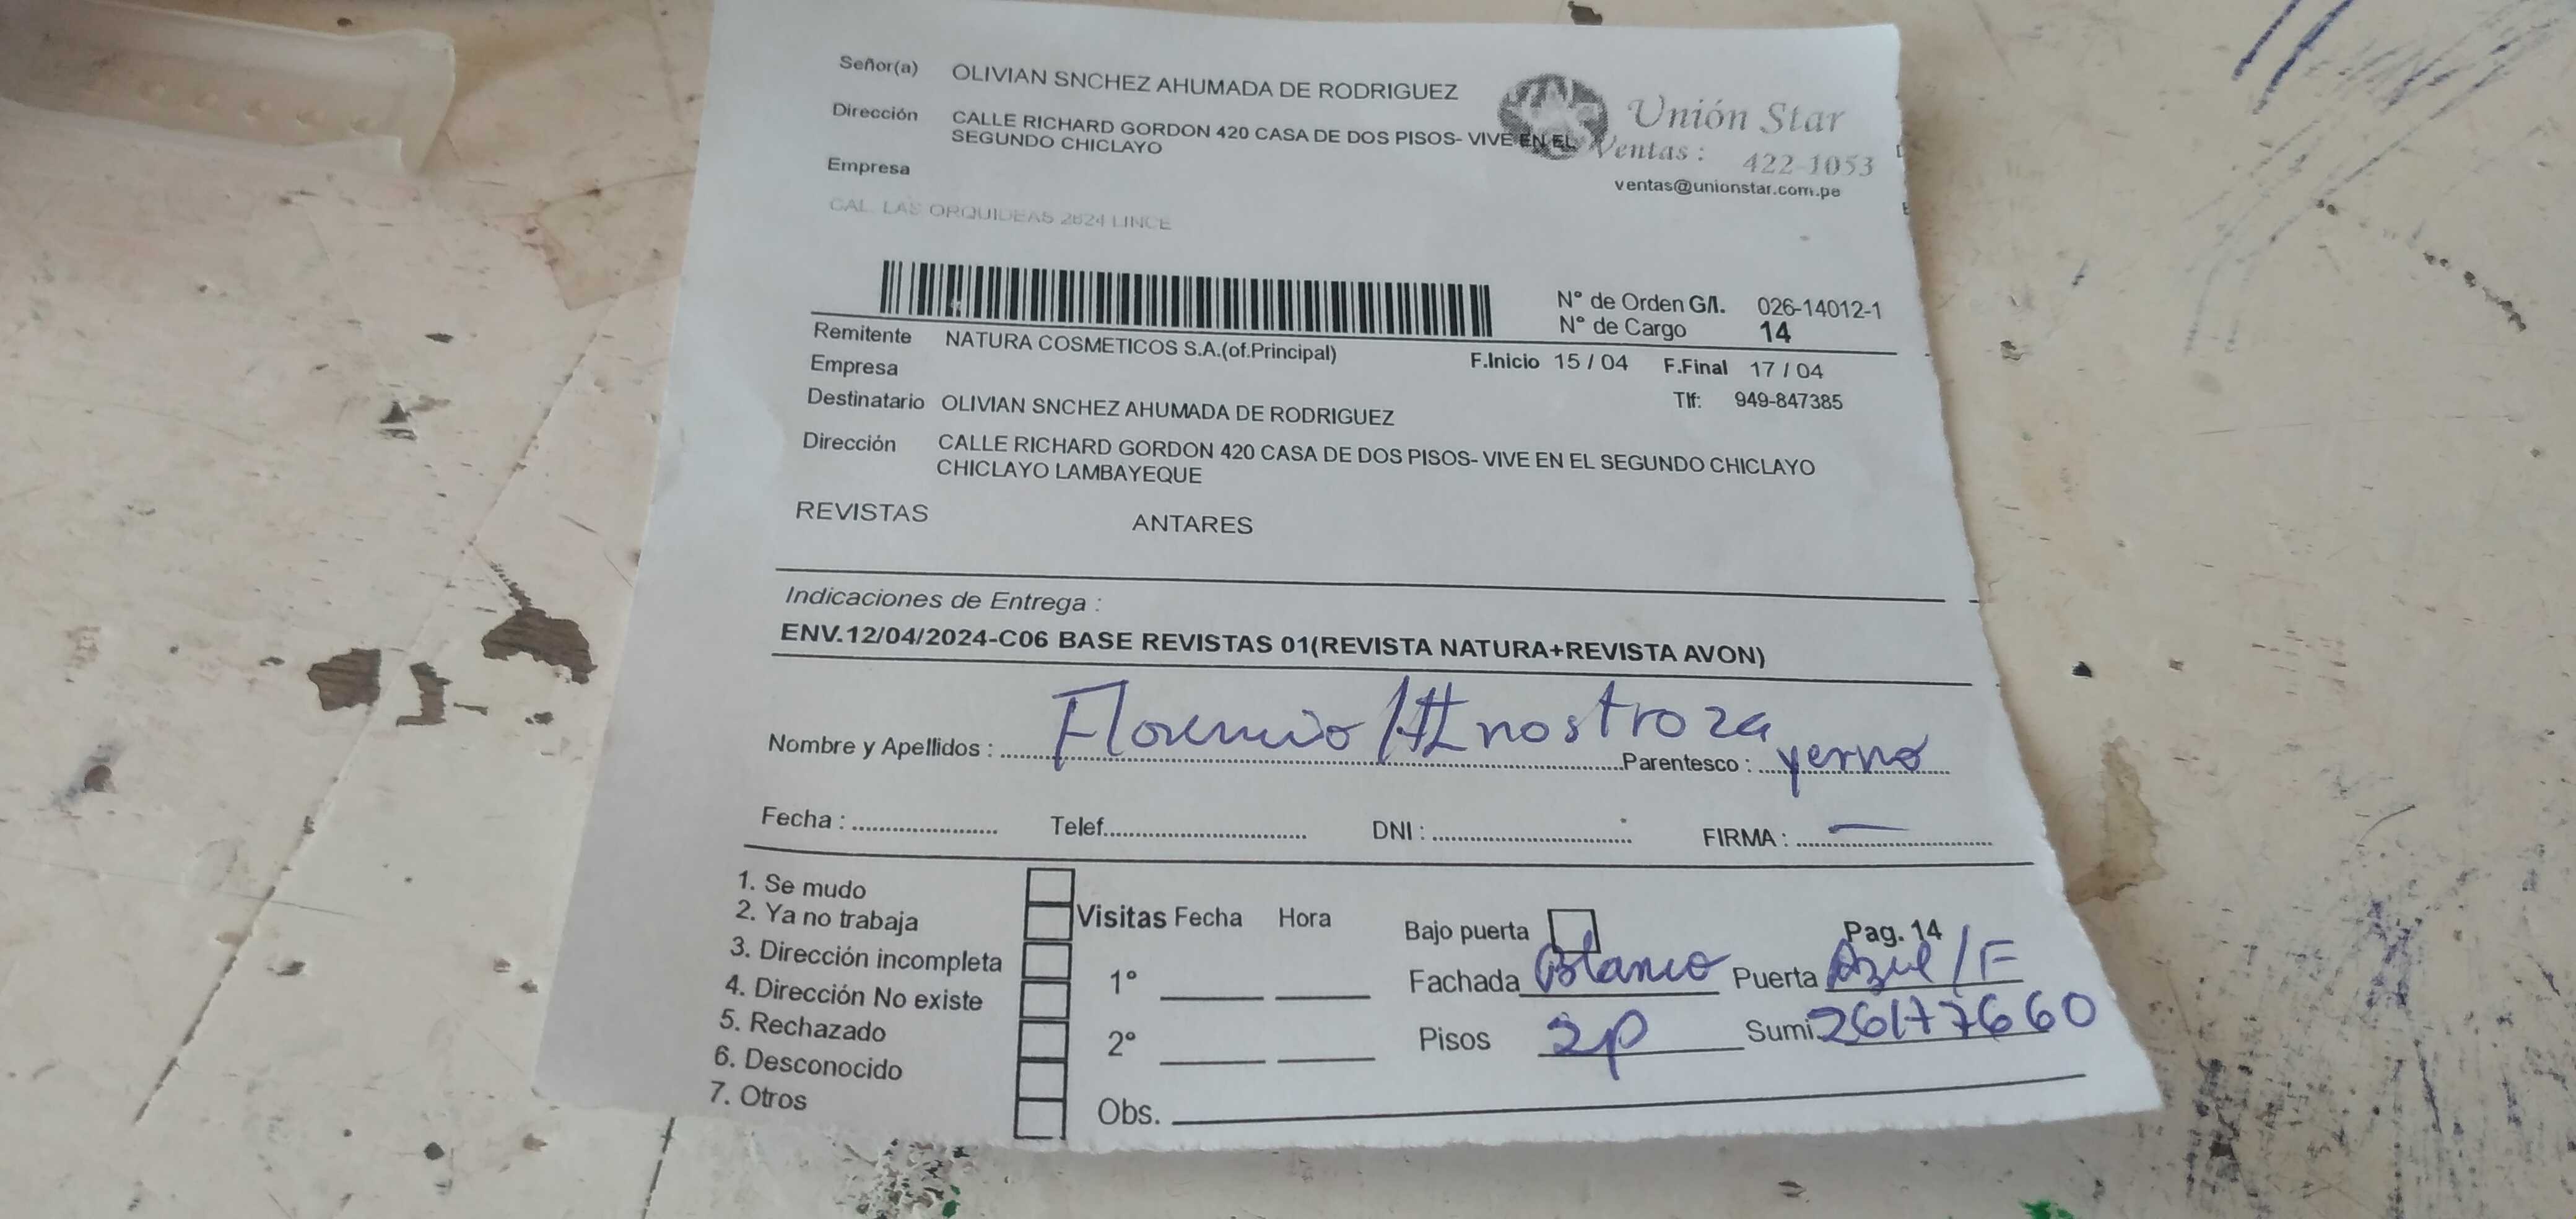 Señor(a) OLIVIAN SNCHEZ AHUMADA DE RODRIGUEZ
Unión Star
Dirección CALLE RICHARD GORDON 420 CASA DE DOS PISOS- VIVE EN EL
SEGUNDO CHICLAYO
Ventas : 422-1053
ventas@unionstar.com.pe
Empresa
CAL. LAS ORQUIDEAS 2624 LINCE
N° de Orden G/I. 026-14012-1
N° de Cargo 14
Remitente NATURA COSMETICOS S.A.(of.Principal)
F.Inicio 15 / 04 F.Final 17 / 04
Empresa
Tlf: 949-847385
Destinatario OLIVIAN SNCHEZ AHUMADA DE RODRIGUEZ
Dirección CALLE RICHARD GORDON 420 CASA DE DOS PISOS- VIVE EN EL SEGUNDO CHICLAYO
CHICLAYO LAMBAYEQUE
REVISTAS ANTARES
Indicaciones de Entrega :
ENV.12/04/2024-C06 BASE REVISTAS 01(REVISTA NATURA+REVISTA AVON)
Nombre y Apellidos : Florencio Hinostroza Parentesco : yerno
Fecha : Telef. DNI : FIRMA :
1. Se mudo
2. Ya no trabaja
3. Dirección incompleta
4. Dirección No existe
5. Rechazado
6. Desconocido
7. Otros
Visitas Fecha Hora
1°
2°
Obs.
Bajo puerta Pag. 14
Fachada Blanco Puerta Azul / F
Pisos 2p Sumi 26177660